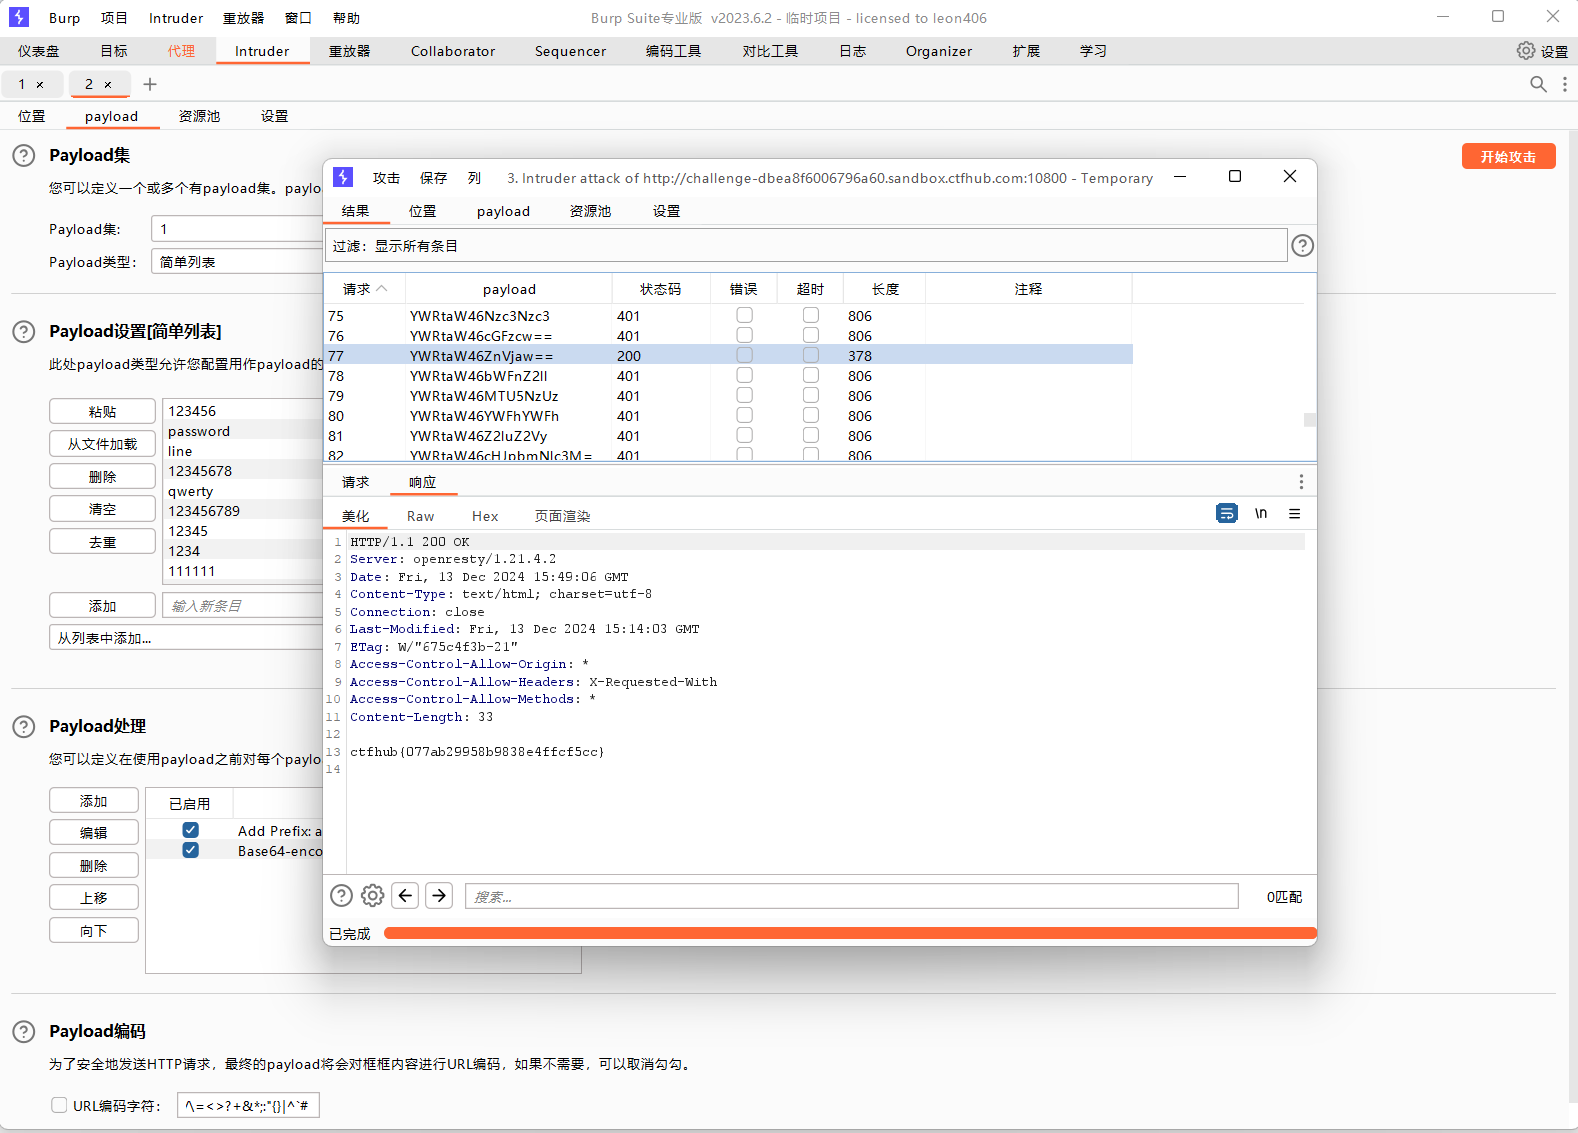 Burp 项目 Intruder 重放器 窗口 帮助 Burp Suite专业版 v2023.6.2 - 临时项目 - licensed to leon406
仪表盘 目标 代理 Intruder 重放器 Collaborator Sequencer 编码工具 对比工具 日志 Organizer 扩展 学习 设置
1 × 2 × +
位置 payload 资源池 设置
? Payload集 开始攻击
您可以定义一个或多个有payload集。paylo
Payload集: 1
Payload类型: 简单列表
? Payload设置[简单列表]
此处payload类型允许您配置用作payload的
粘贴
从文件加载
删除
清空
去重
123456
password
line
12345678
qwerty
123456789
12345
1234
111111
添加 输入新条目
从列表中添加...
? Payload处理
您可以定义在使用payload之前对每个paylo
添加
编辑
删除
上移
向下
已启用
Add Prefix: a
Base64-enco
? Payload编码
为了安全地发送HTTP请求，最终的payload将会对框框内容进行URL编码，如果不需要，可以取消勾勾。
URL编码字符: 
攻击 保存 列 3. Intruder attack of http://challenge-dbea8f6006796a60.sandbox.ctfhub.com:10800 - Temporary
结果 位置 payload 资源池 设置
过滤：显示所有条目 ?
请求 payload 状态码 错误 超时 长度 注释
75 YWRtaW46Nzc3Nzc3 401 806
76 YWRtaW46cGFzcw== 401 806
77 YWRtaW46ZnVjaw== 200 378
78 YWRtaW46bWFnZ2ll 401 806
79 YWRtaW46MTU5NzUz 401 806
80 YWRtaW46YWFhYWFh 401 806
81 YWRtaW46Z2luZ2Vy 401 806
82 YWRtaW46cHJpbmNlc3M= 401 806
请求 响应
美化 Raw Hex 页面渲染 \n
1 HTTP/1.1 200 OK
2 Server: openresty/1.21.4.2
3 Date: Fri, 13 Dec 2024 15:49:06 GMT
4 Content-Type: text/html; charset=utf-8
5 Connection: close
6 Last-Modified: Fri, 13 Dec 2024 15:14:03 GMT
7 ETag: W/"675c4f3b-21"
8 Access-Control-Allow-Origin: *
9 Access-Control-Allow-Headers: X-Requested-With
10 Access-Control-Allow-Methods: *
11 Content-Length: 33
12
13 ctfhub{077ab29958b9838e4ffcf5cc}
14
? 搜索... 0匹配
已完成